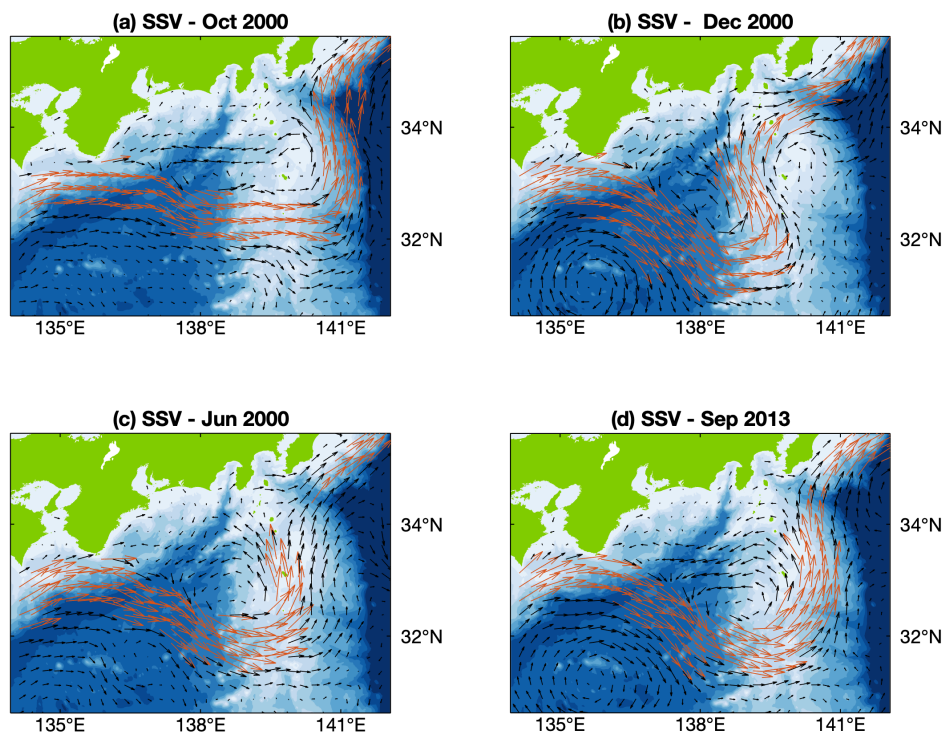 (a) SSV - Oct 2000
(b) SSV -  Dec 2000
34°N
34°N
32°N
32°N
135°E 138°E 141°E
135°E 138°E 141°E
(c) SSV - Jun 2000
(d) SSV - Sep 2013
34°N
34°N
32°N
32°N
135°E 138°E 141°E
135°E 138°E 141°E